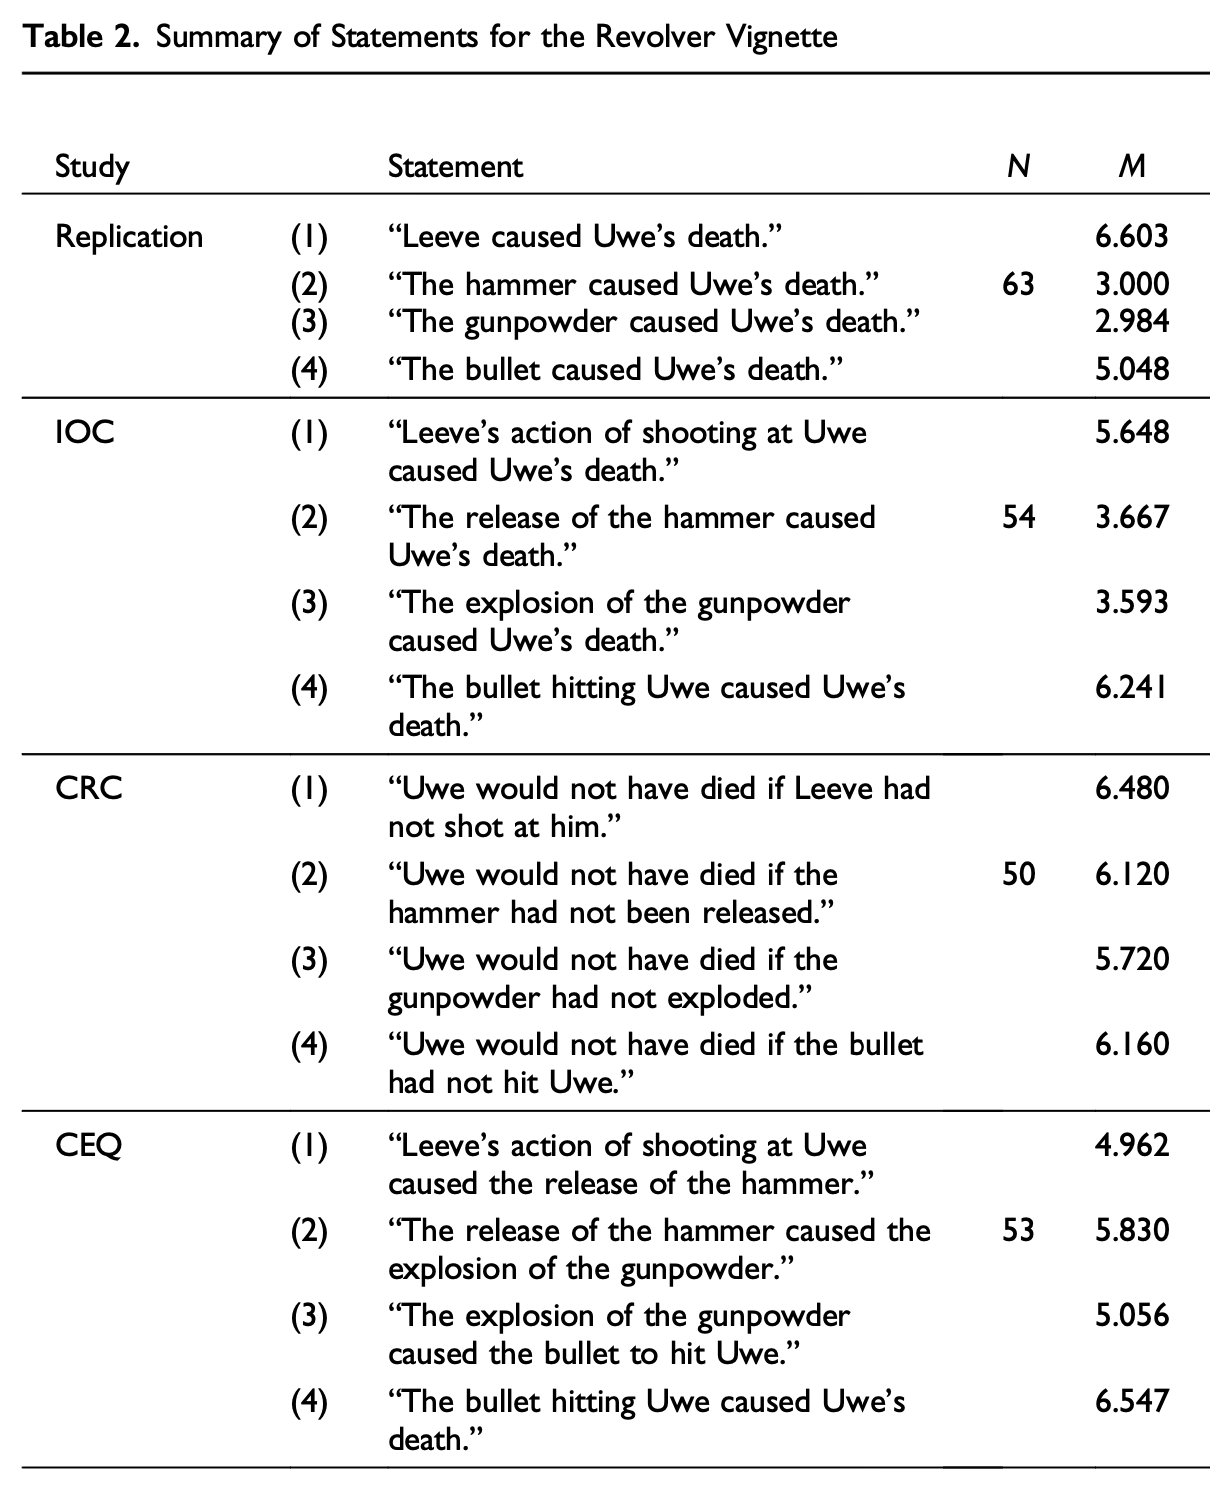 Table 2. Summary of Statements for the Revolver Vignette
Study Statement N M
Replication (1) “Leeve caused Uwe’s death.” 6.603
(2) “The hammer caused Uwe’s death.” 63 3.000
(3) “The gunpowder caused Uwe’s death.” 2.984
(4) “The bullet caused Uwe’s death.” 5.048
IOC (1) “Leeve’s action of shooting at Uwe 5.648
caused Uwe’s death.”
(2) “The release of the hammer caused 54 3.667
Uwe’s death.”
(3) “The explosion of the gunpowder 3.593
caused Uwe’s death.”
(4) “The bullet hitting Uwe caused Uwe’s 6.241
death.”
CRC (1) “Uwe would not have died if Leeve had 6.480
not shot at him.”
(2) “Uwe would not have died if the 50 6.120
hammer had not been released.”
(3) “Uwe would not have died if the 5.720
gunpowder had not exploded.”
(4) “Uwe would not have died if the bullet 6.160
had not hit Uwe.”
CEQ (1) “Leeve’s action of shooting at Uwe 4.962
caused the release of the hammer.”
(2) “The release of the hammer caused the 53 5.830
explosion of the gunpowder.”
(3) “The explosion of the gunpowder 5.056
caused the bullet to hit Uwe.”
(4) “The bullet hitting Uwe caused Uwe’s 6.547
death.”